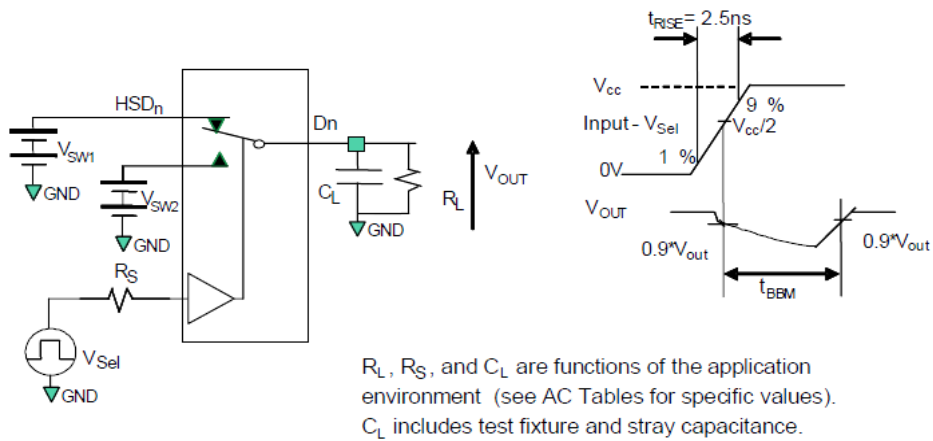 HSDn
Dn
VSW1
GND
VSW2
GND
RS
VSel
GND
CL
RL
VOUT
GND
tRISE= 2.5ns
Vcc
9 %
Input - VSel
Vcc/2
1 %
0V
VOUT
0.9*Vout
0.9*Vout
tBBM
RL , RS, and CL are functions of the application
environment (see AC Tables for specific values).
CL includes test fixture and stray capacitance.